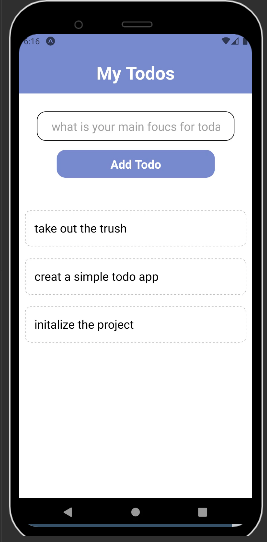 6:16
My Todos
what is your main foucs for toda
Add Todo
take out the trush
creat a simple todo app
initalize the project